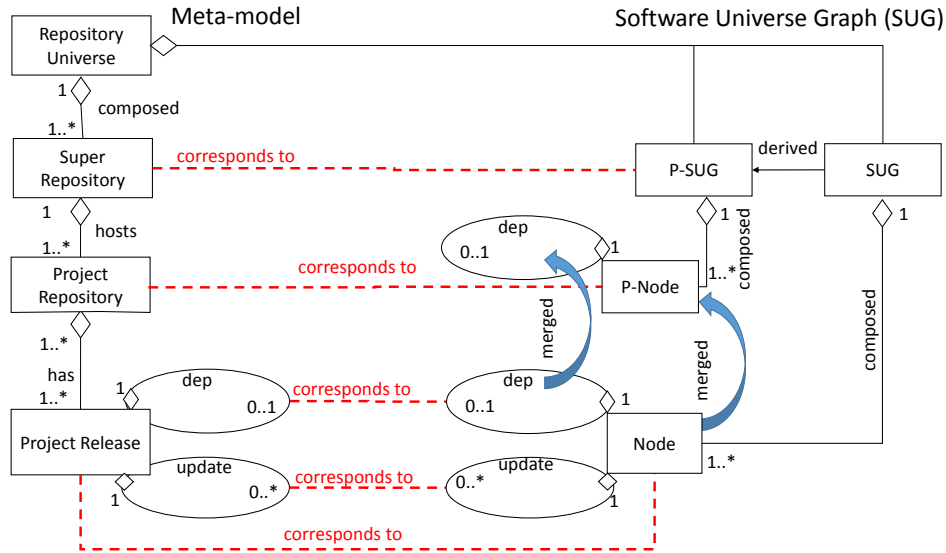 Meta-model
Software Universe Graph (SUG)
Repository
Universe
1
composed
1..*
corresponds to
derived
Super
Repository
P-SUG
SUG
1
hosts
1..*
1
composed
1..*
1
dep
0..1
1
corresponds to
Project
Repository
P-Node
merged
merged
composed
1..*
has
1..*
dep
1
0..1
corresponds to
dep
0..1
1
Project Release
Node
1..*
update
1
0..*
corresponds to
update
0..*
1
corresponds to